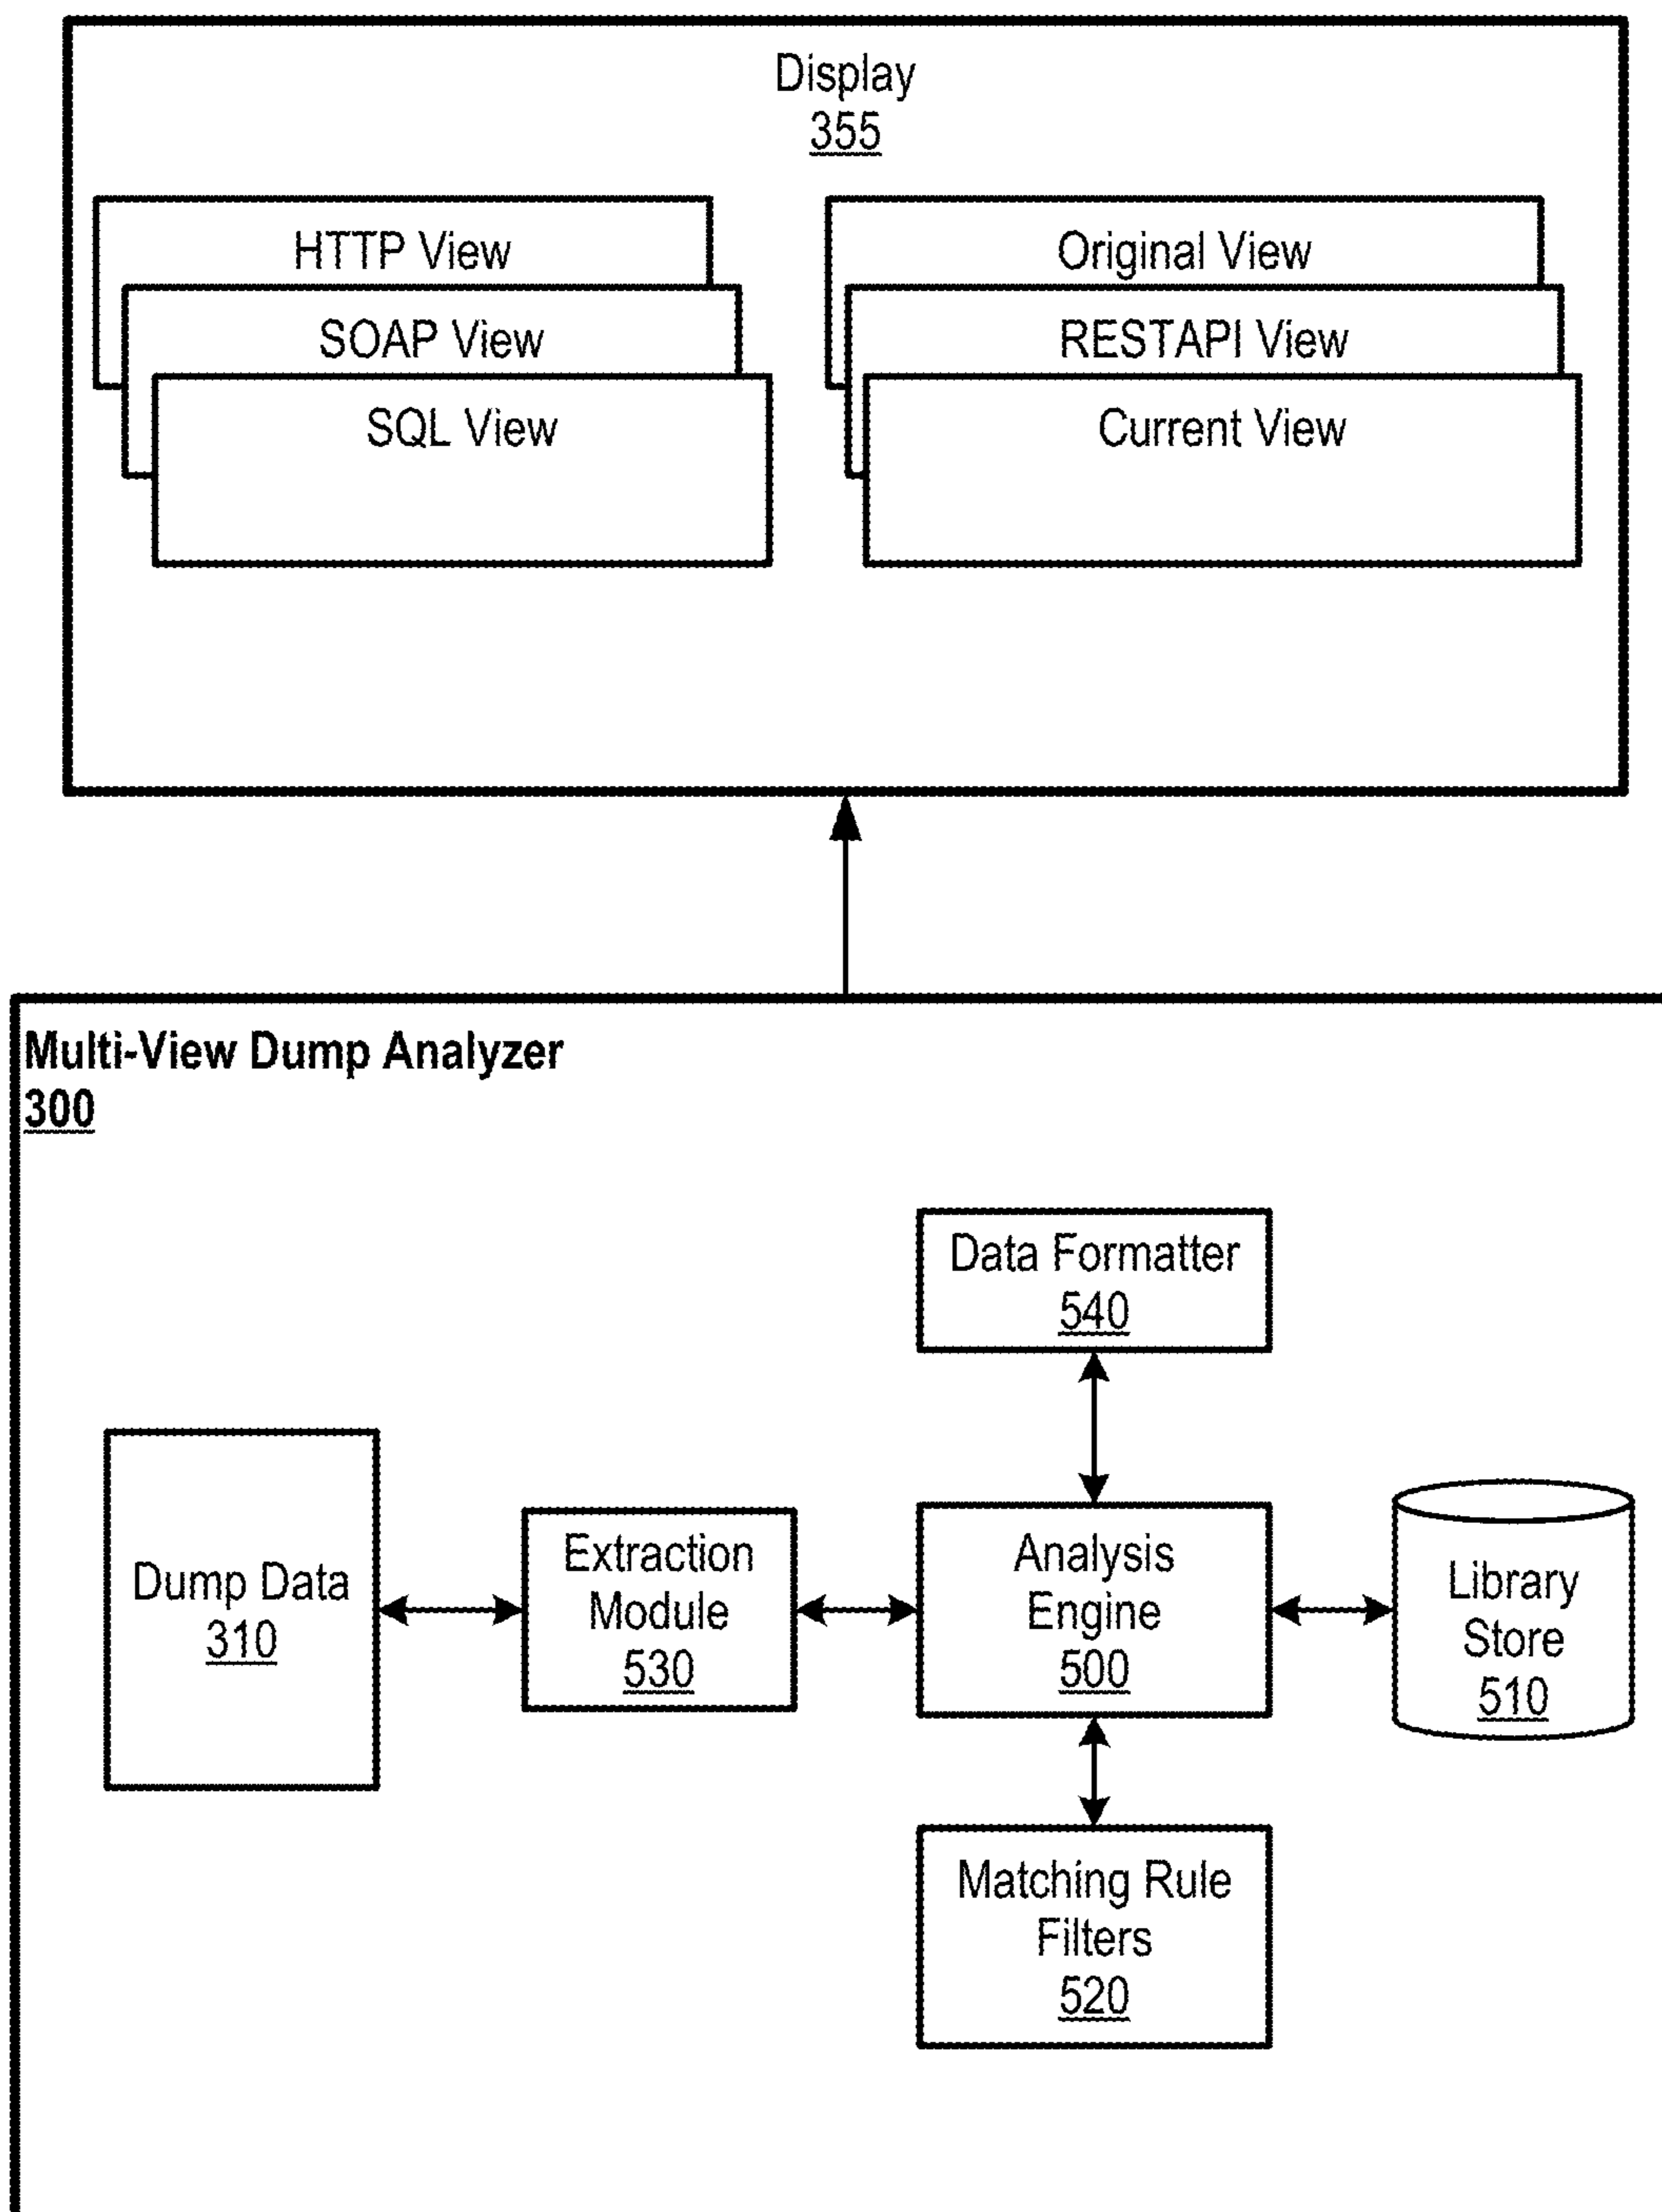 Display
355
HTTP View
SOAP View
SQL View
Original View
RESTAPI View
Current View
Multi-View Dump Analyzer
300
Data Formatter
540
Dump Data
310
Extraction
Module
530
Analysis
Engine
500
Library
Store
510
Matching Rule
Filters
520